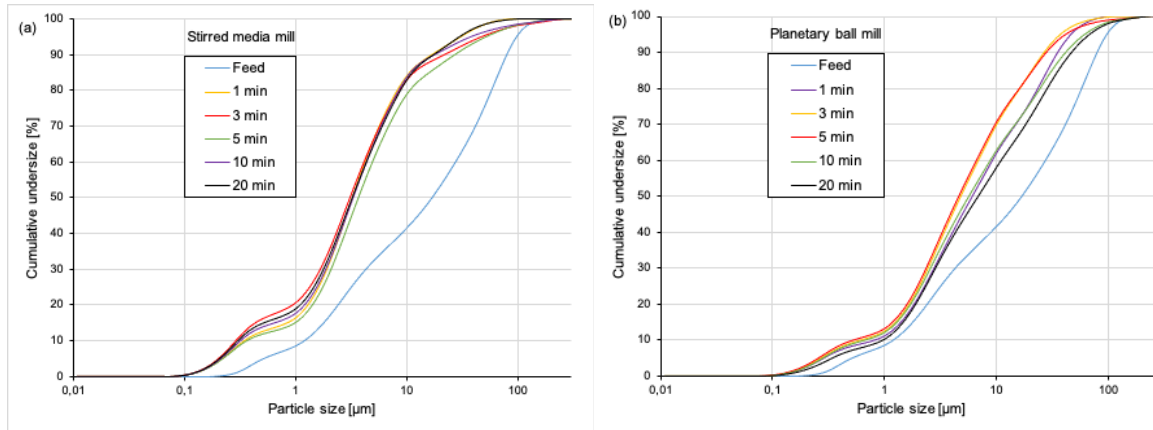 (a)
Stirred media mill
Feed
1 min
3 min
5 min
10 min
20 min
Cumulative undersize [%]
100
90
80
70
60
50
40
30
20
10
0
0,01
0,1
1
10
100
Particle size [µm]
(b)
Planetary ball mill
Feed
1 min
3 min
5 min
10 min
20 min
Cumulative undersize [%]
100
90
80
70
60
50
40
30
20
10
0
0,01
0,1
1
10
100
Particle size [µm]